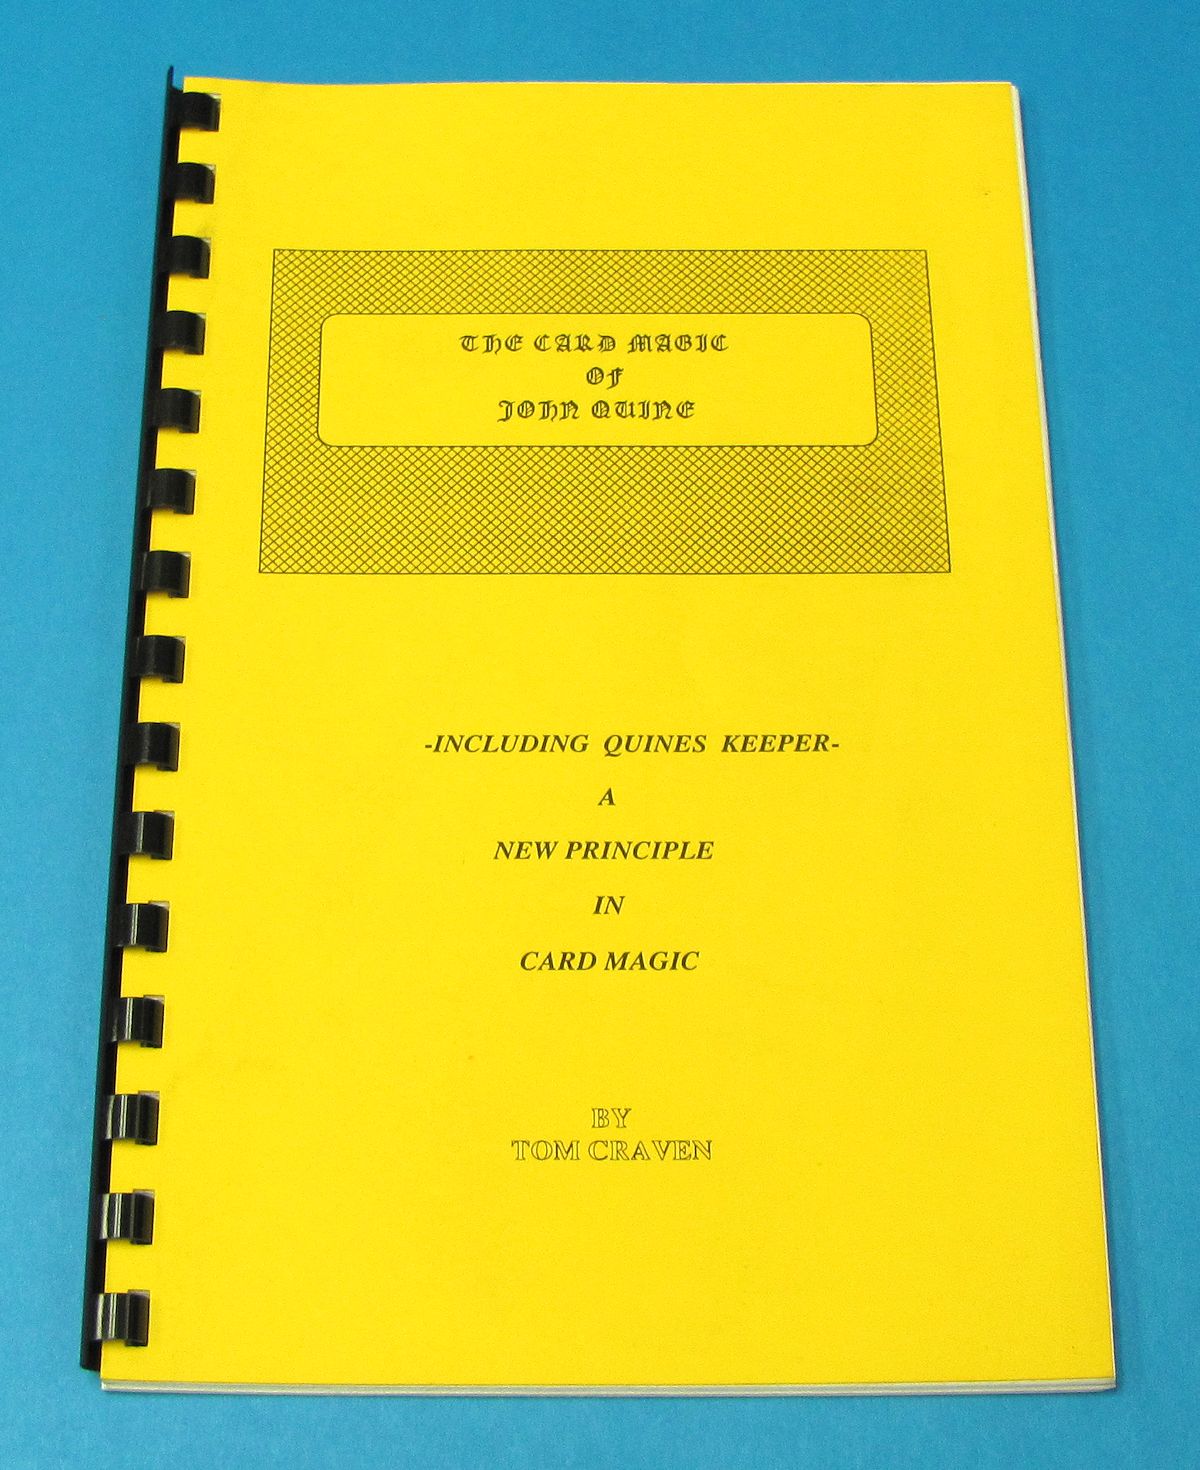 THE CARD MAGIC
OF
JOHN QUINE
-INCLUDING QUINES KEEPER-
A
NEW PRINCIPLE
IN
CARD MAGIC
BY
TOM CRAVEN